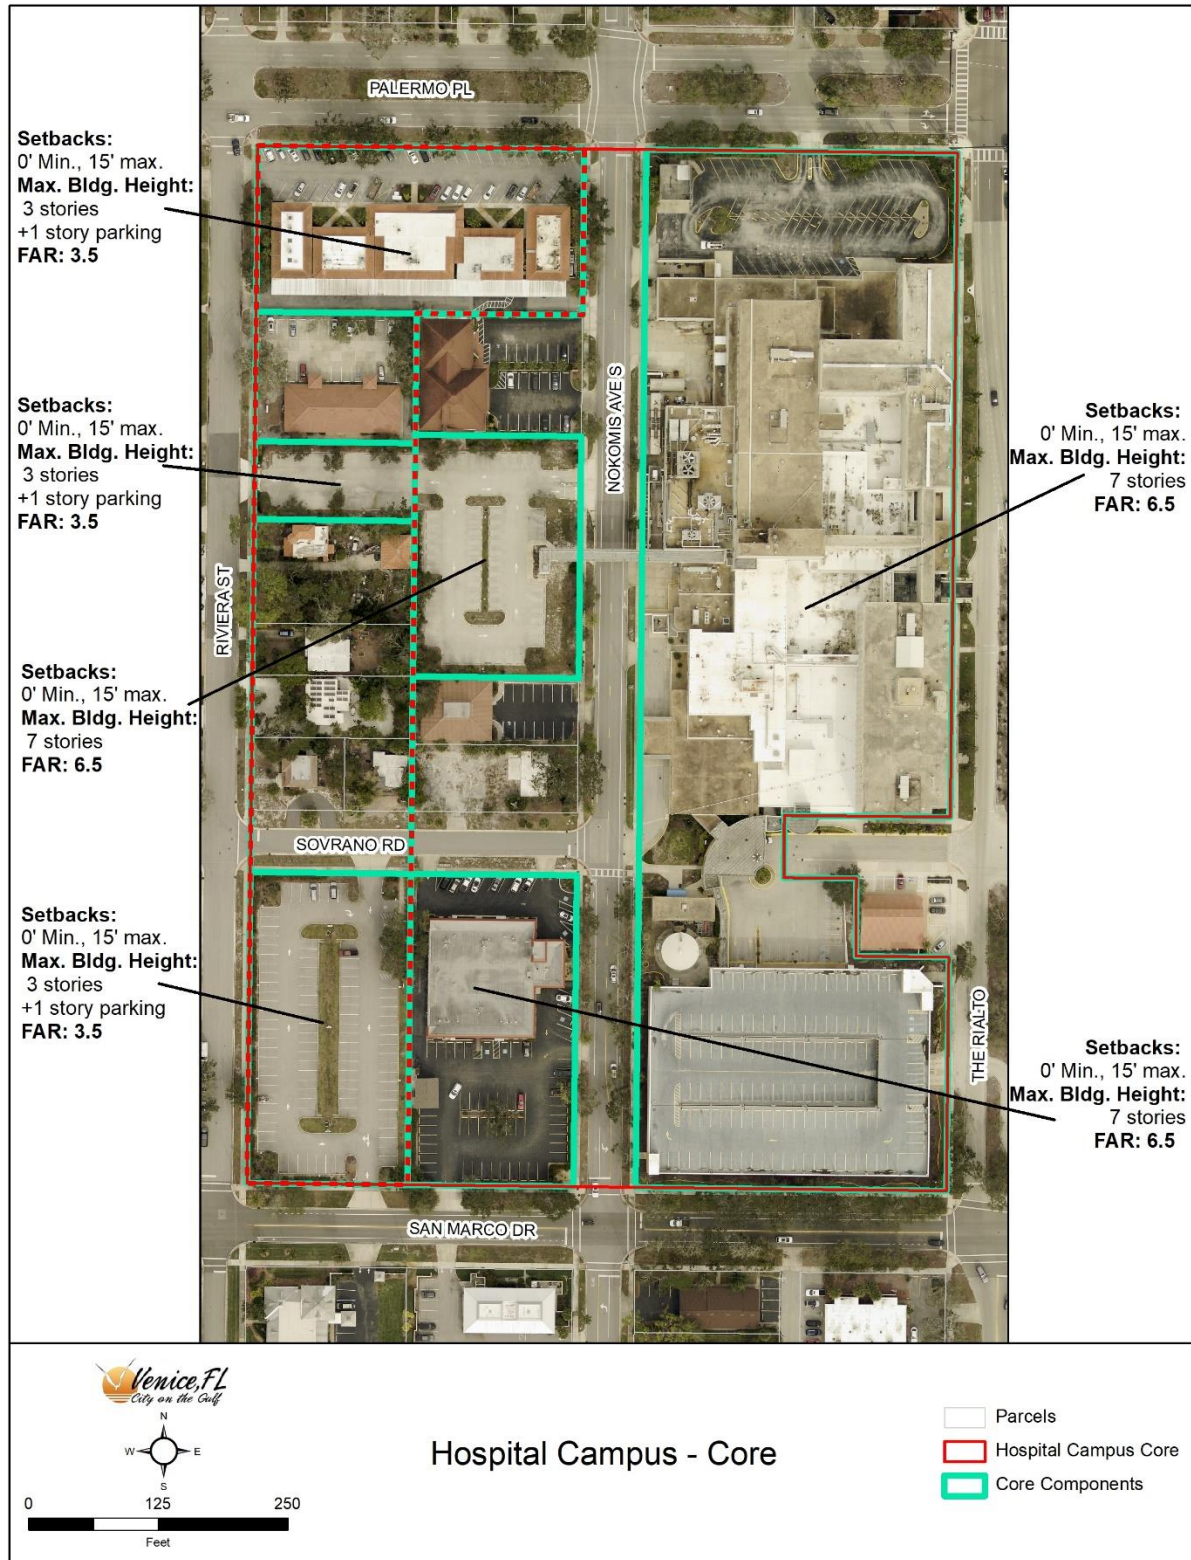 PALERMO PL
Setbacks:
0' Min., 15' max.
Max. Bldg. Height:
3 stories
+1 story parking
FAR: 3.5
Setbacks:
0' Min., 15' max.
Max. Bldg. Height:
3 stories
+1 story parking
FAR: 3.5
NOKOMIS AVE S
Setbacks:
0' Min., 15' max.
Max. Bldg. Height:
7 stories
FAR: 6.5
RIVIERA ST
Setbacks:
0' Min., 15' max.
Max. Bldg. Height:
7 stories
FAR: 6.5
SOVRANO RD
Setbacks:
0' Min., 15' max.
Max. Bldg. Height:
3 stories
+1 story parking
FAR: 3.5
THE RIALTO
Setbacks:
0' Min., 15' max.
Max. Bldg. Height:
7 stories
FAR: 6.5
SAN MARCO DR
Venice, FL
City on the Gulf
N
W E
S
0 125 250
Feet
Hospital Campus - Core
Parcels
Hospital Campus Core
Core Components